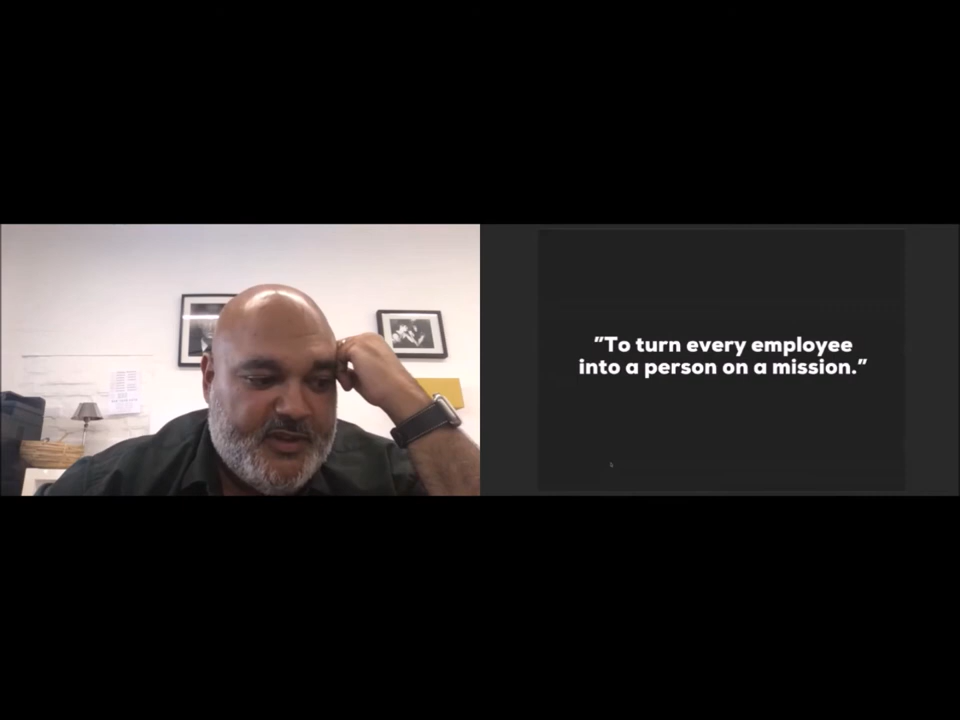 ”To turn every employee
into a person on a mission.”